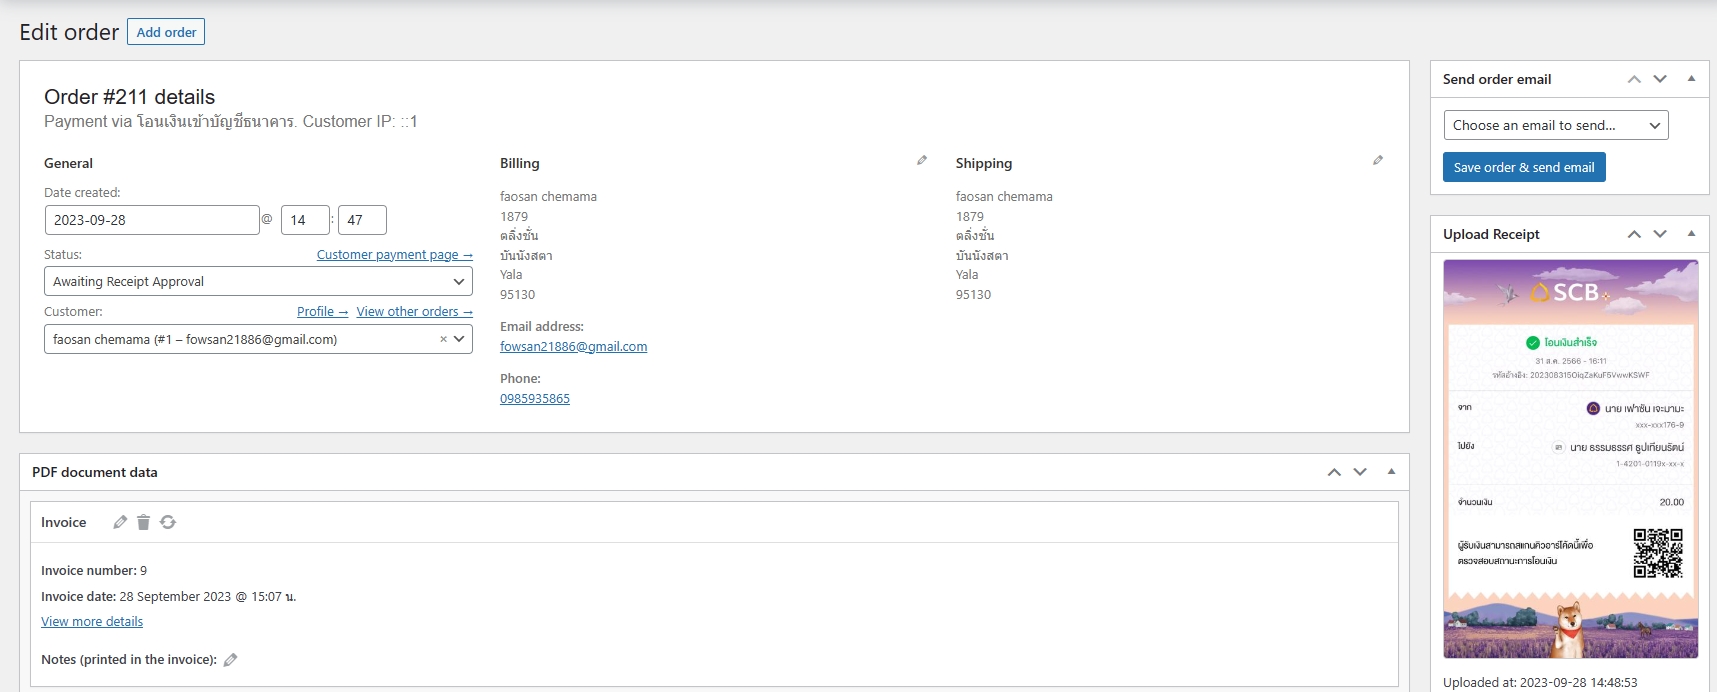 Edit order
Add order
Order #211 details
Payment via โอนเงินเข้าบัญชีธนาคาร. Customer IP: ::1
General
Date created:
2023-09-28 @ 14 : 47
Status:
Customer payment page →
Awaiting Receipt Approval
Customer:
Profile → View other orders →
faosan chemama (#1 – fowsan21886@gmail.com) ×
Billing
faosan chemama
1879
ตลิ่งชั่น
บันนังสตา
Yala
95130
Email address:
fowsan21886@gmail.com
Phone:
0985935865
Shipping
faosan chemama
1879
ตลิ่งชั่น
บันนังสตา
Yala
95130
PDF document data
Invoice
Invoice number: 9
Invoice date: 28 September 2023 @ 15:07 น.
View more details
Notes (printed in the invoice):
Send order email
Choose an email to send...
Save order & send email
Upload Receipt
SCB
โอนเงินสำเร็จ
31 ส.ค. 2566 - 16:11
รหัสอ้างอิง: 202308315OiqZaKuF5VwwKSWF
จาก
นาย เฟาซัน เจะมามะ
xxx-xxx176-9
ไปยัง
นาย ธรรมธรรศ ธูปเทียนรัตน์
1-4201-0119x-xx-x
จำนวนเงิน
20.00
ผู้รับเงินสามารถสแกนคิวอาร์โค้ดนี้เพื่อ
ตรวจสอบสถานะการโอนเงิน
Uploaded at: 2023-09-28 14:48:53